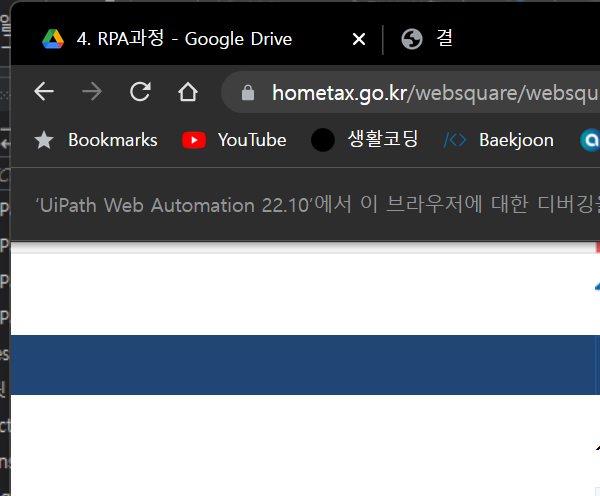 4. RPA과정 - Google Drive
결
hometax.go.kr/websquare/websqu
Bookmarks YouTube 생활코딩 </> Baekjoon
'UiPath Web Automation 22.10'에서 이 브라우저에 대한 디버깅을